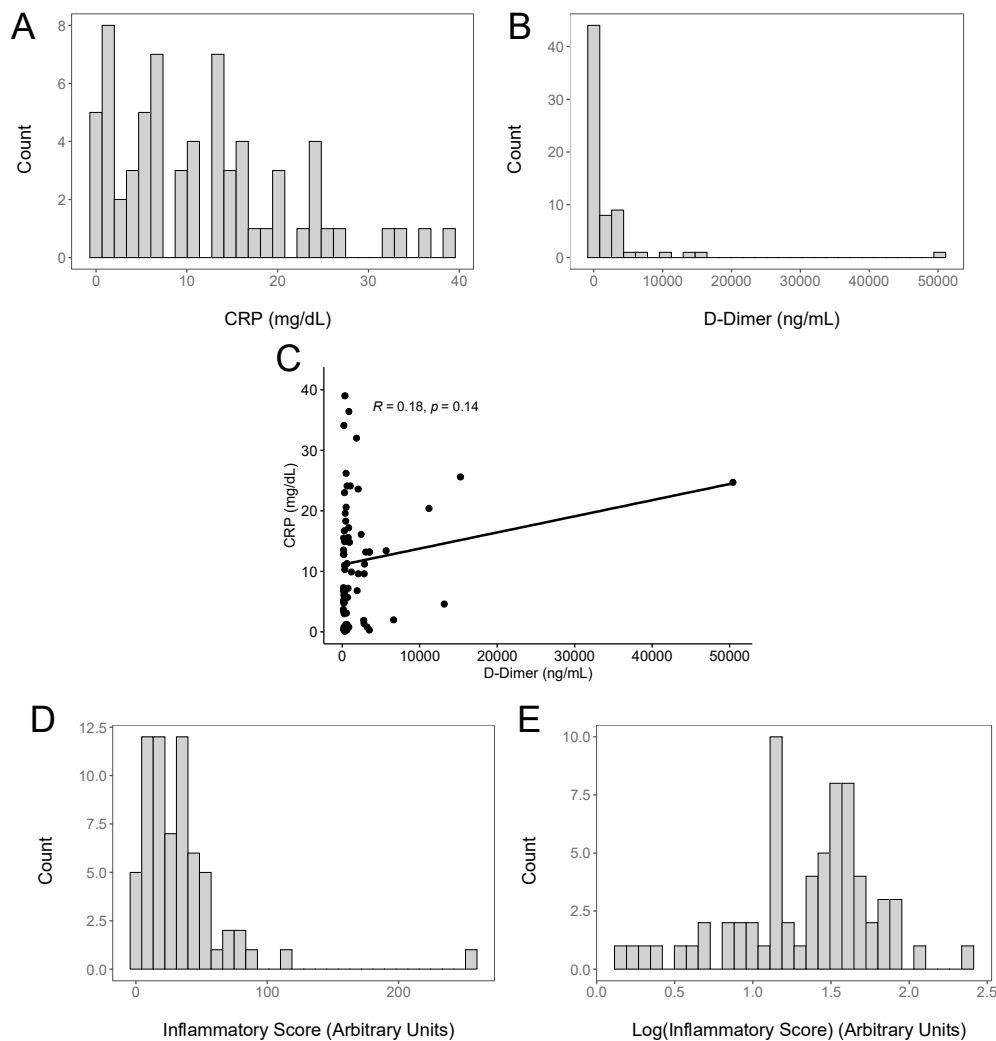 A
8
6
4
2
0
Count
0 10 20 30 40
CRP (mg/dL)
B
40
30
20
10
0
Count
0 10000 20000 30000 40000 50000
D-Dimer (ng/mL)
C
40
30
20
10
0
CRP (mg/dL)
R = 0.18, p = 0.14
0 10000 20000 30000 40000 50000
D-Dimer (ng/mL)
D
12.5
10.0
7.5
5.0
2.5
0.0
Count
0 100 200
Inflammatory Score (Arbitrary Units)
E
10.0
7.5
5.0
2.5
0.0
Count
0.0 0.5 1.0 1.5 2.0 2.5
Log(Inflammatory Score) (Arbitrary Units)